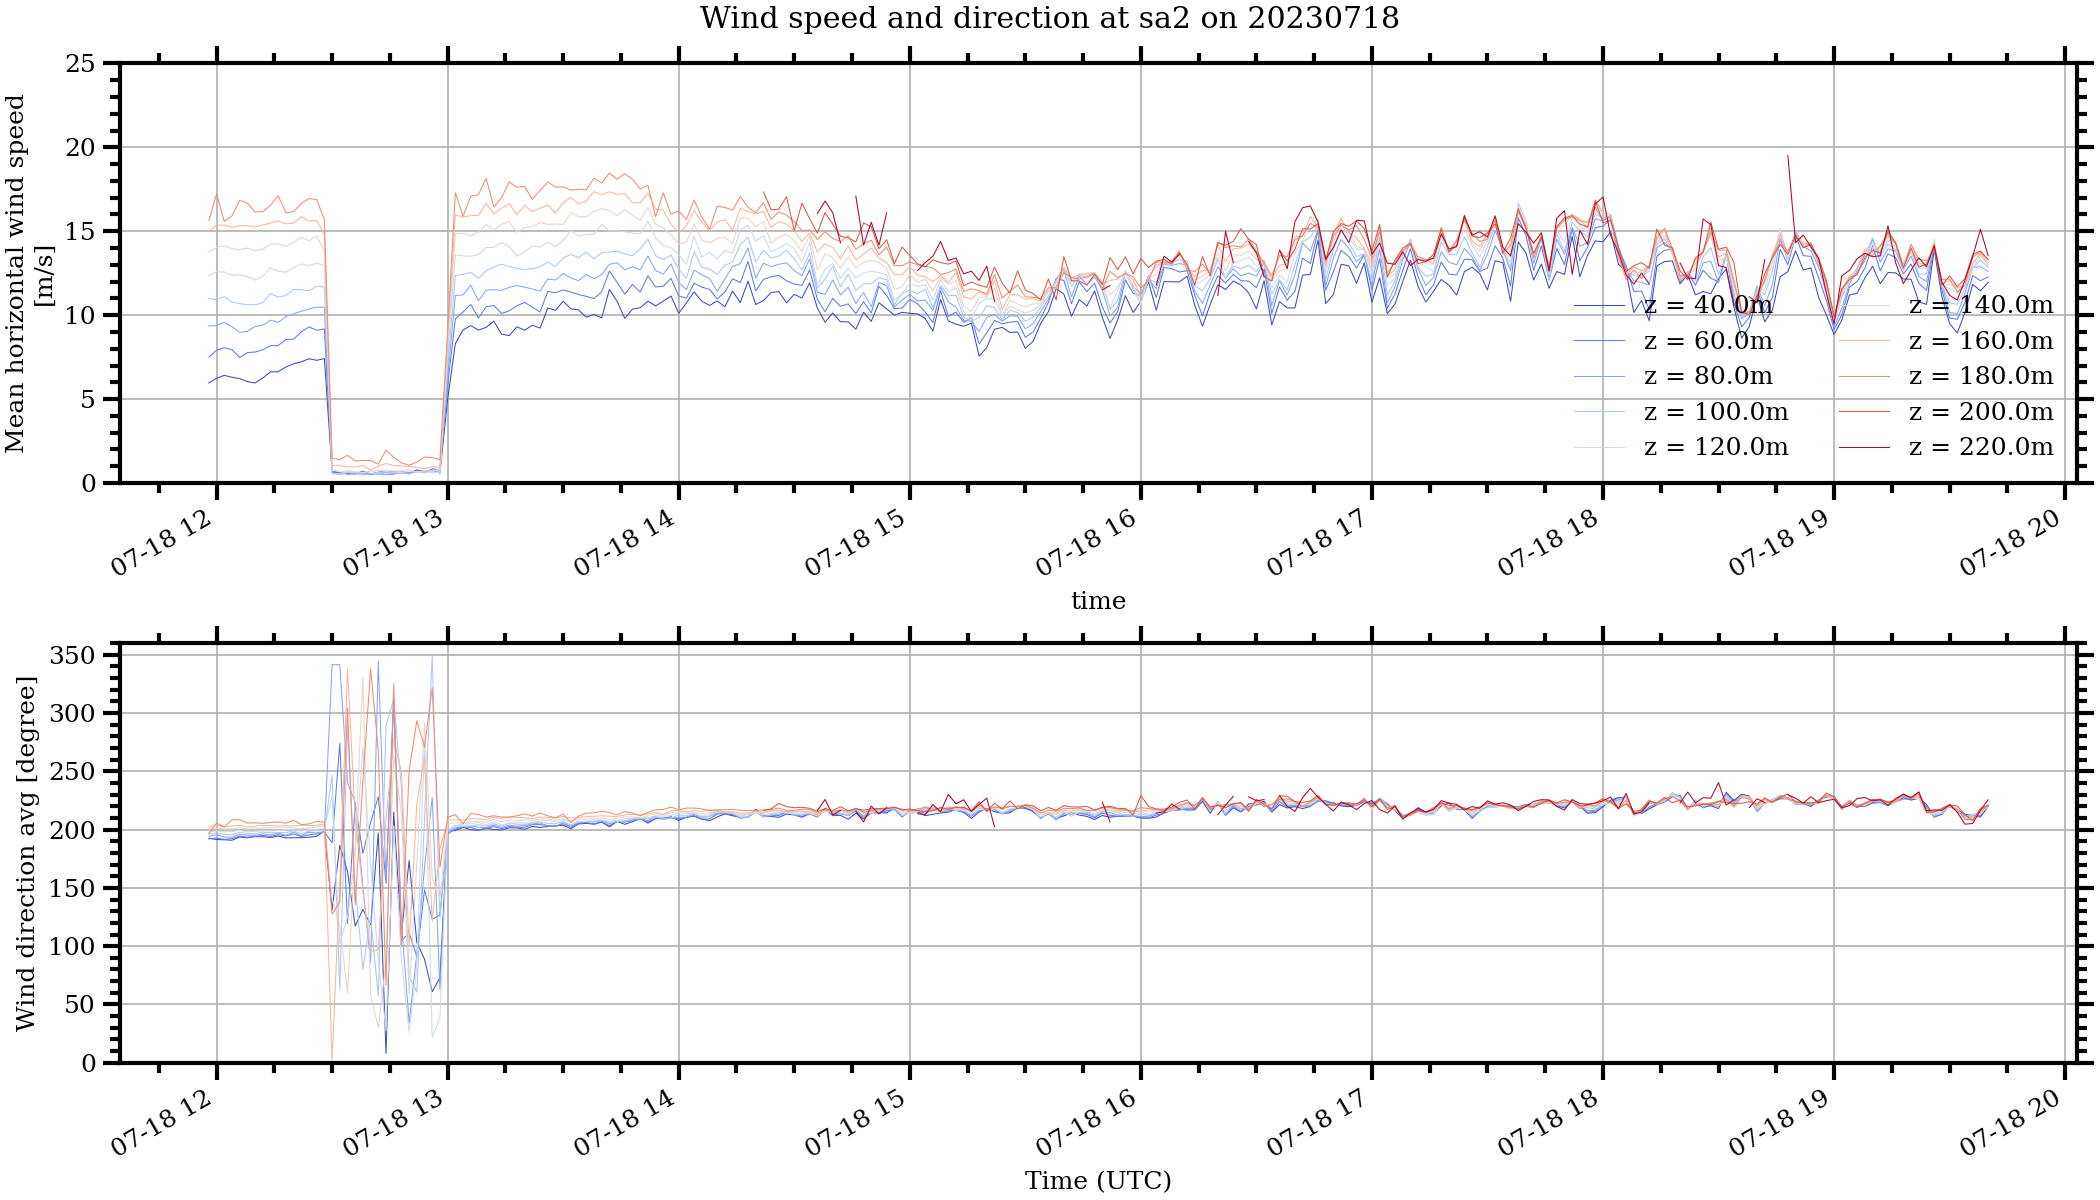 Wind speed and direction at sa2 on 20230718
Mean horizontal wind speed
[m/s]
25
20
15
10
5
0
z = 40.0m
z = 60.0m
z = 80.0m
z = 100.0m
z = 120.0m
z = 140.0m
z = 160.0m
z = 180.0m
z = 200.0m
z = 220.0m
07-18 12
07-18 13
07-18 14
07-18 15
07-18 16
07-18 17
07-18 18
07-18 19
07-18 20
time
Wind direction avg [degree]
350
300
250
200
150
100
50
0
07-18 12
07-18 13
07-18 14
07-18 15
07-18 16
07-18 17
07-18 18
07-18 19
07-18 20
Time (UTC)